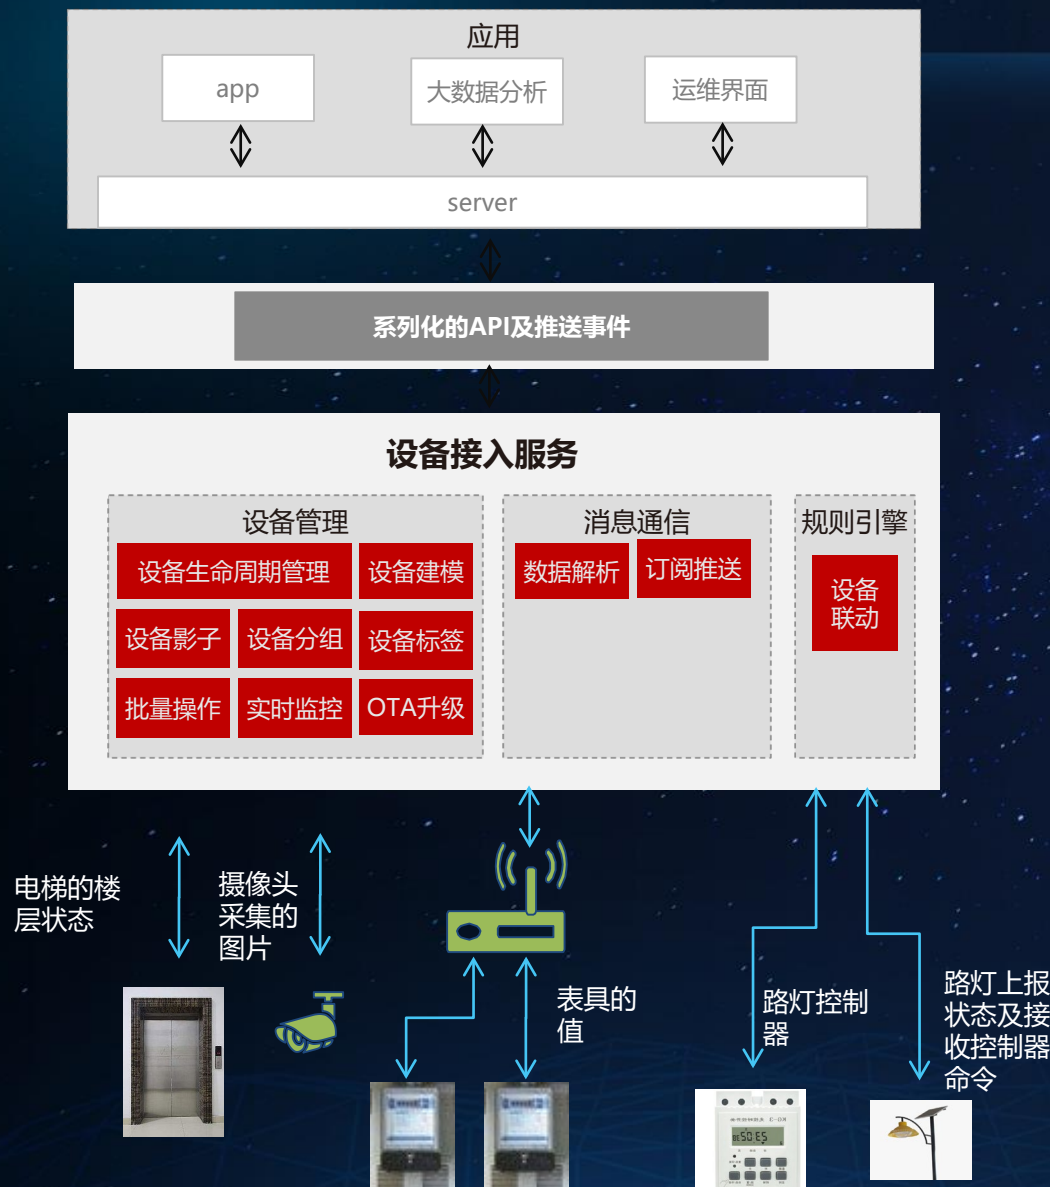 应用
app
大数据分析
运维界面
server
系列化的API及推送事件
设备接入服务
设备管理
消息通信
规则引擎
设备生命周期管理
设备建模
数据解析
订阅推送
设备
联动
设备影子
设备分组
设备标签
批量操作
实时监控
OTA升级
电梯的楼
层状态
摄像头
采集的
图片
表具的
值
路灯控制
器
路灯上报
状态及接
收控制器
命令